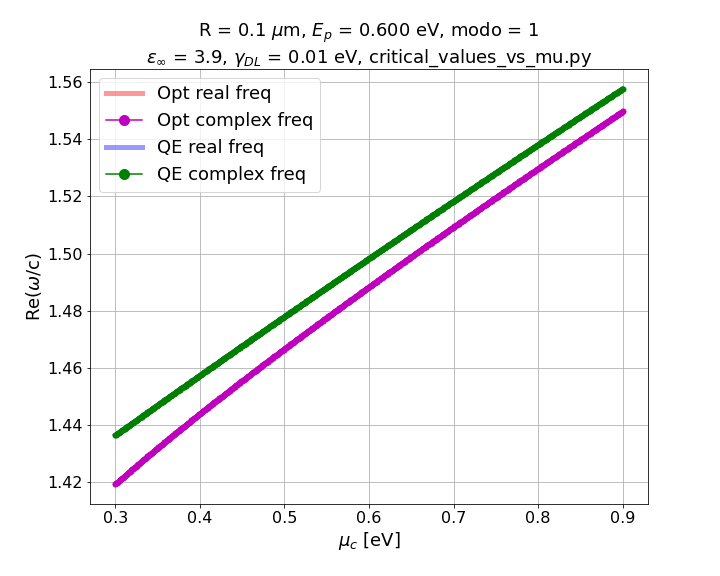 R = 0.1 μm, E_p = 0.600 eV, modo = 1
ε_∞ = 3.9, γ_DL = 0.01 eV, critical_values_vs_mu.py
Opt real freq
Opt complex freq
QE real freq
QE complex freq
1.56
1.54
1.52
1.50
1.48
1.46
1.44
1.42
Re(ω/c)
0.3 0.4 0.5 0.6 0.7 0.8 0.9
μ_c [eV]